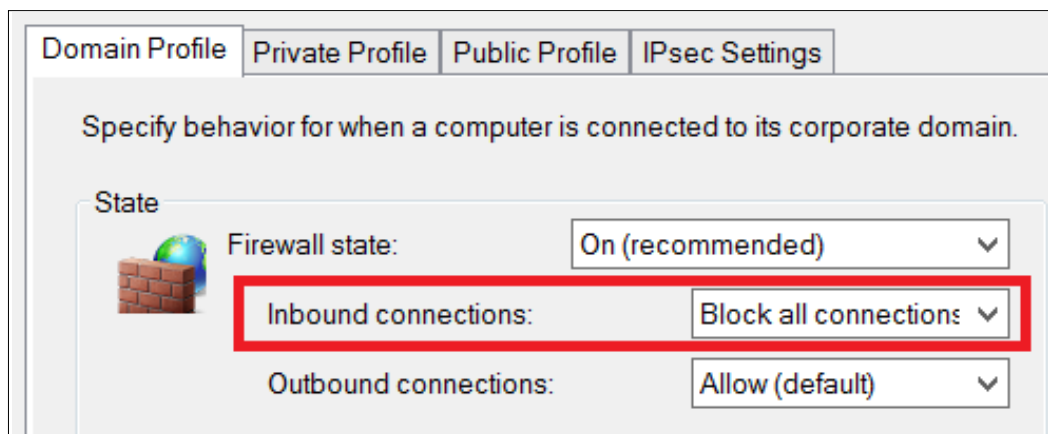 Domain Profile Private Profile Public Profile IPsec Settings
Specify behavior for when a computer is connected to its corporate domain.
State
Firewall state: On (recommended)
Inbound connections: Block all connections
Outbound connections: Allow (default)